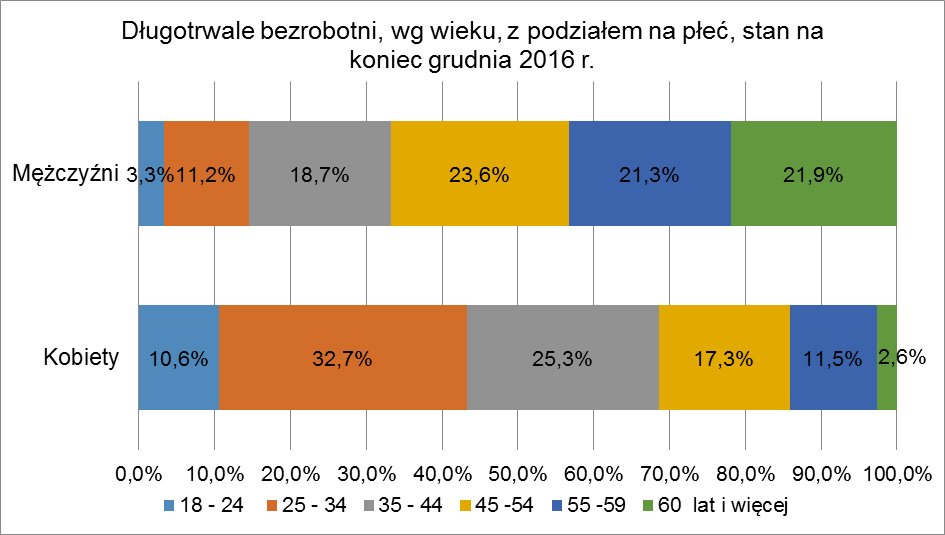 Długotrwale bezrobotni, wg wieku, z podziałem na płeć, stan na
koniec grudnia 2016 r.
Mężczyźni 3,3% 11,2% 18,7% 23,6% 21,3% 21,9%
Kobiety 10,6% 32,7% 25,3% 17,3% 11,5% 2,6%
0,0% 10,0% 20,0% 30,0% 40,0% 50,0% 60,0% 70,0% 80,0% 90,0% 100,0%
18 - 24 25 - 34 35 - 44 45 -54 55 -59 60 lat i więcej